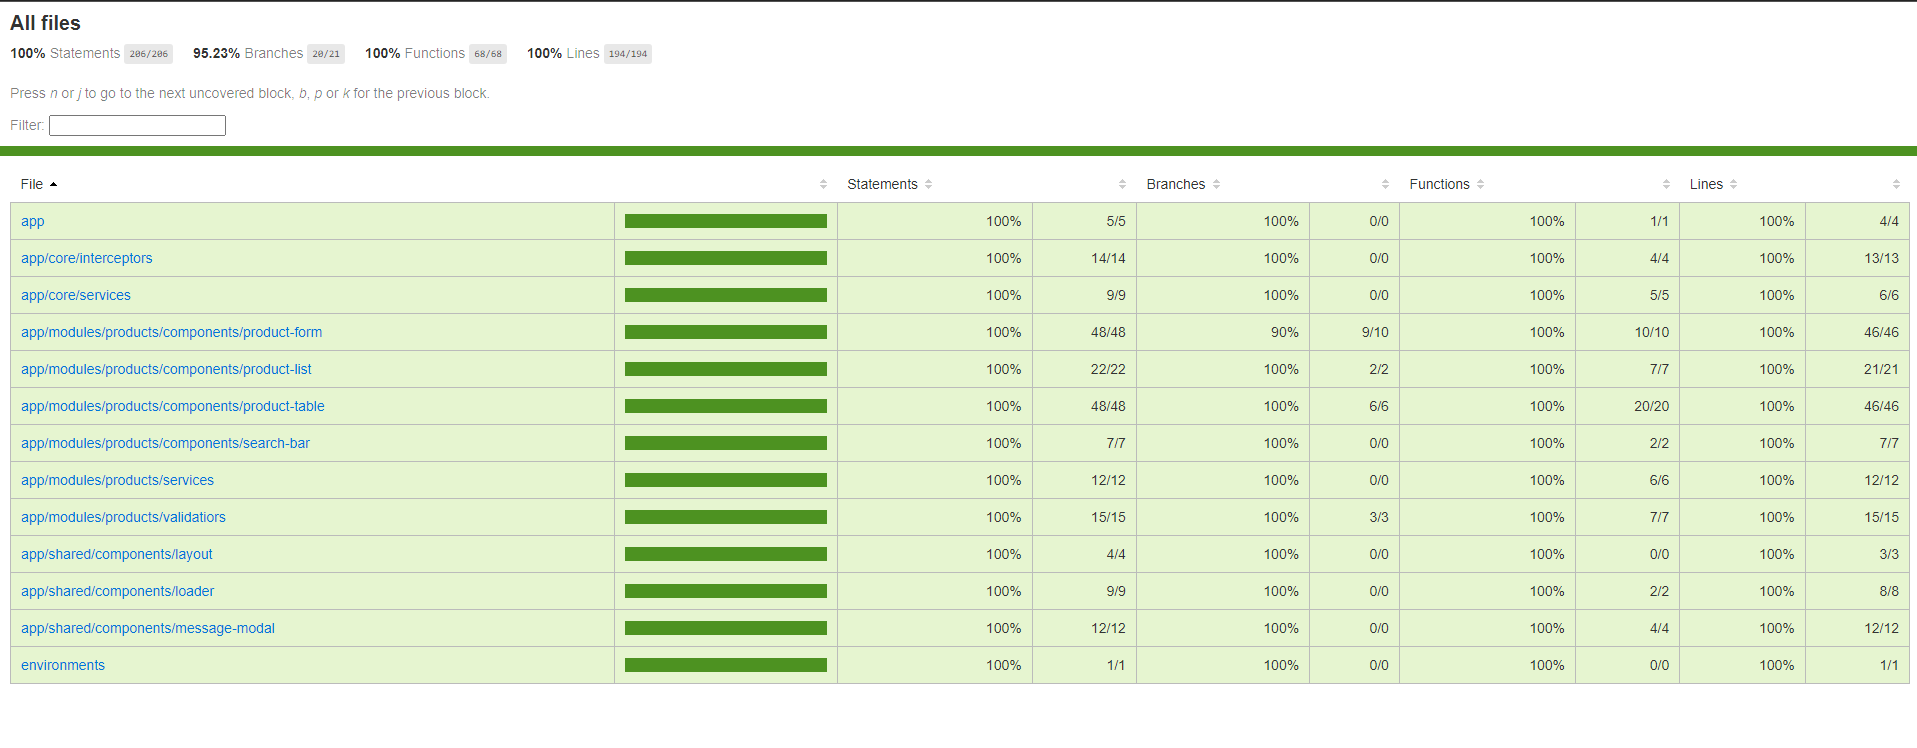 All files
100% Statements 206/206 95.23% Branches 20/21 100% Functions 68/68 100% Lines 194/194
Press n or j to go to the next uncovered block, b, p or k for the previous block.
Filter:
File Statements Branches Functions Lines
app 100% 5/5 100% 0/0 100% 1/1 100% 4/4
app/core/interceptors 100% 14/14 100% 0/0 100% 4/4 100% 13/13
app/core/services 100% 9/9 100% 0/0 100% 5/5 100% 6/6
app/modules/products/components/product-form 100% 48/48 90% 9/10 100% 10/10 100% 46/46
app/modules/products/components/product-list 100% 22/22 100% 2/2 100% 7/7 100% 21/21
app/modules/products/components/product-table 100% 48/48 100% 6/6 100% 20/20 100% 46/46
app/modules/products/components/search-bar 100% 7/7 100% 0/0 100% 2/2 100% 7/7
app/modules/products/services 100% 12/12 100% 0/0 100% 6/6 100% 12/12
app/modules/products/validatiors 100% 15/15 100% 3/3 100% 7/7 100% 15/15
app/shared/components/layout 100% 4/4 100% 0/0 100% 0/0 100% 3/3
app/shared/components/loader 100% 9/9 100% 0/0 100% 2/2 100% 8/8
app/shared/components/message-modal 100% 12/12 100% 0/0 100% 4/4 100% 12/12
environments 100% 1/1 100% 0/0 100% 0/0 100% 1/1